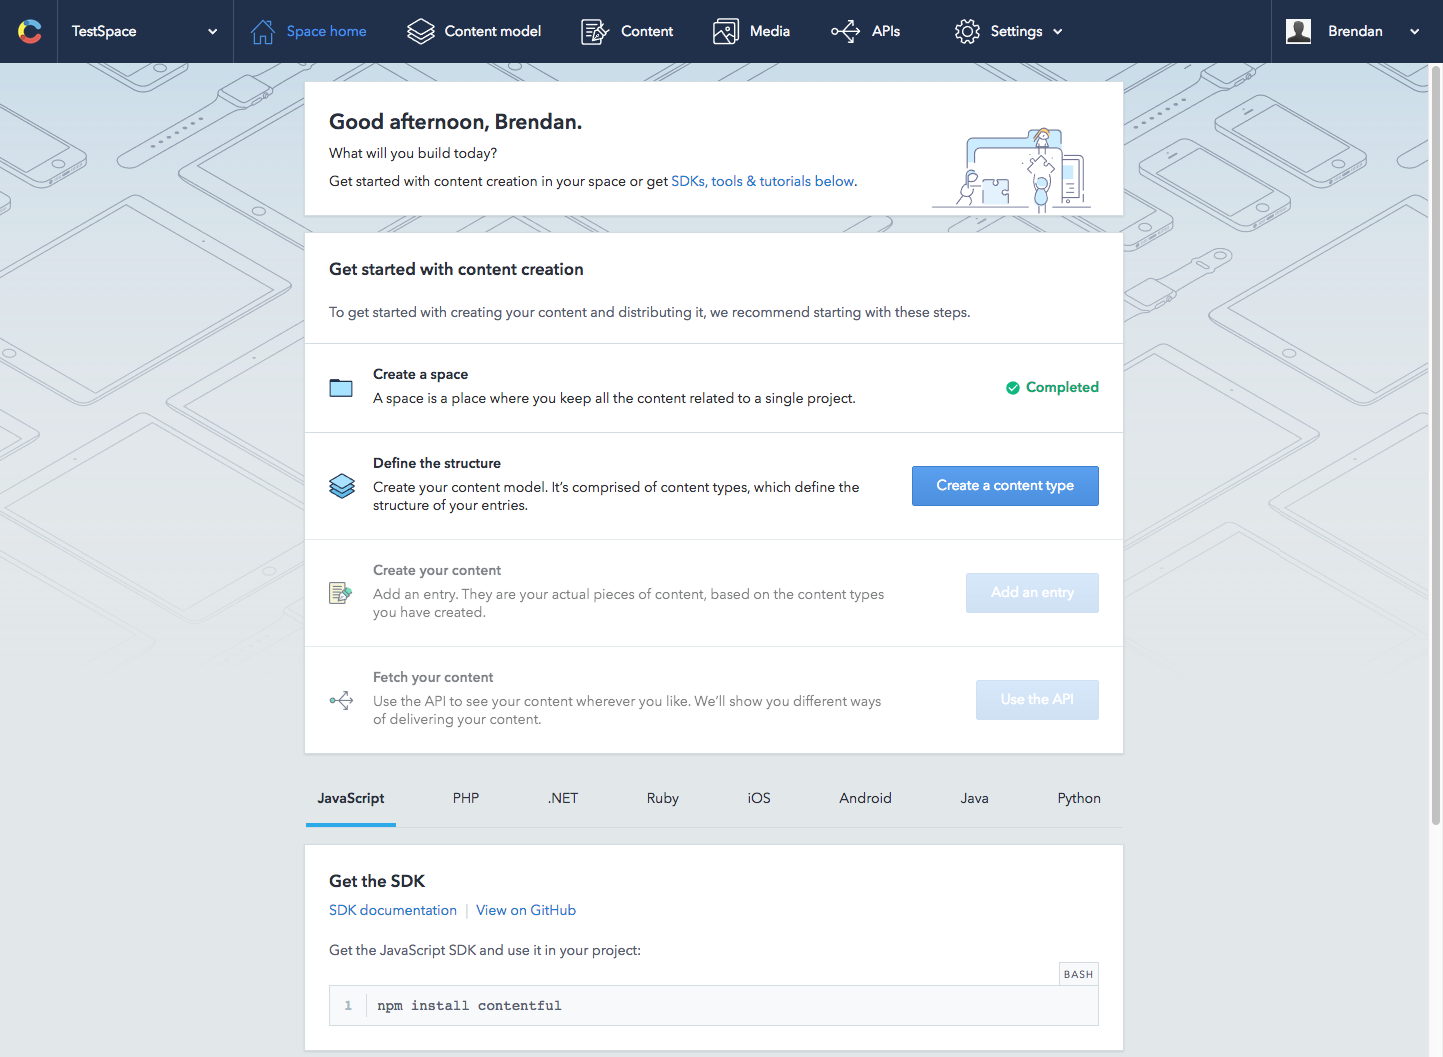 TestSpace
Space home
Content model
Content
Media
APIs
Settings
Brendan
Good afternoon, Brendan.
What will you build today?
Get started with content creation in your space or get SDKs, tools & tutorials below.
Get started with content creation
To get started with creating your content and distributing it, we recommend starting with these steps.
Create a space
A space is a place where you keep all the content related to a single project.
Completed
Define the structure
Create your content model. It’s comprised of content types, which define the
structure of your entries.
Create a content type
Create your content
Add an entry. They are your actual pieces of content, based on the content types
you have created.
Add an entry
Fetch your content
Use the API to see your content wherever you like. We’ll show you different ways
of delivering your content.
Use the API
JavaScript
PHP
.NET
Ruby
iOS
Android
Java
Python
Get the SDK
SDK documentation | View on GitHub
Get the JavaScript SDK and use it in your project:
BASH
1 npm install contentful